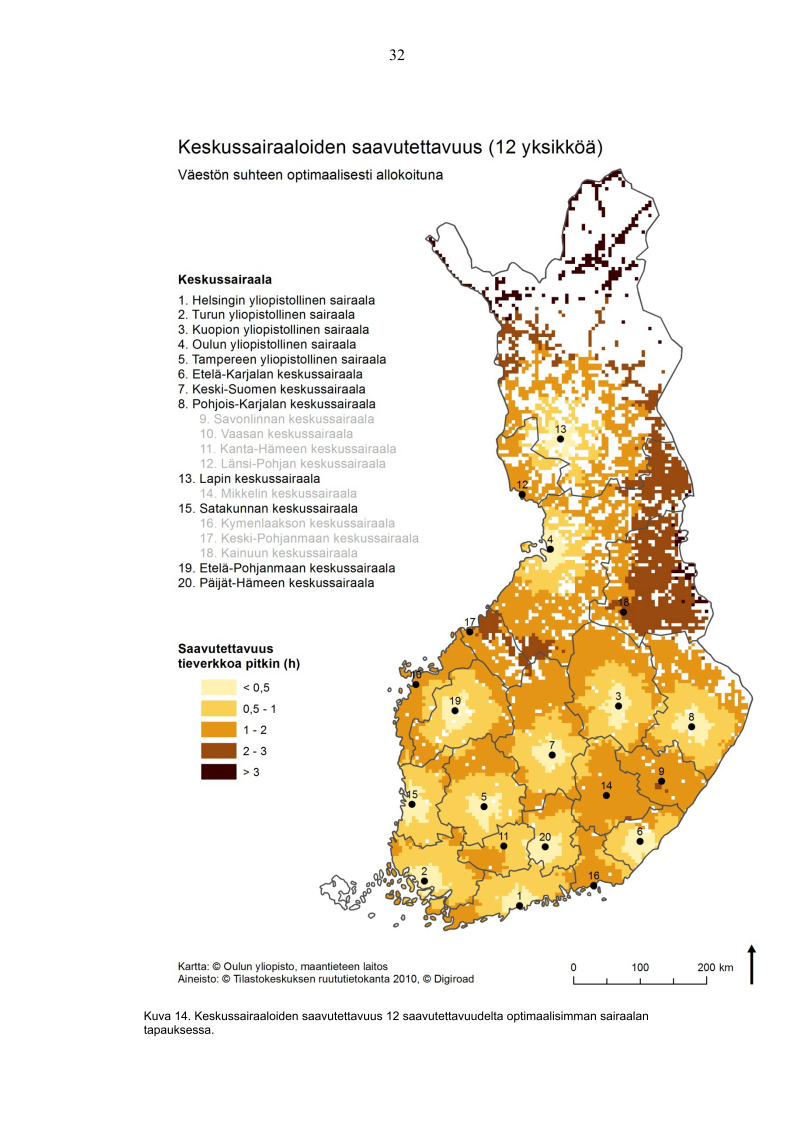 32
Keskussairaaloiden saavutettavuus (12 yksikköä)
Väestön suhteen optimaalisesti allokoituna
Keskussairaala
1. Helsingin yliopistollinen sairaala
2. Turun yliopistollinen sairaala
3. Kuopion yliopistollinen sairaala
4. Oulun yliopistollinen sairaala
5. Tampereen yliopistollinen sairaala
6. Etelä-Karjalan keskussairaala
7. Keski-Suomen keskussairaala
8. Pohjois-Karjalan keskussairaala
9. Savonlinnan keskussairaala
10. Vaasan keskussairaala
11. Kanta-Hämeen keskussairaala
12. Länsi-Pohjan keskussairaala
13. Lapin keskussairaala
14. Mikkelin keskussairaala
15. Satakunnan keskussairaala
16. Kymenlaakson keskussairaala
17. Keski-Pohjanmaan keskussairaala
18. Kainuun keskussairaala
19. Etelä-Pohjanmaan keskussairaala
20. Päijät-Hämeen keskussairaala
Saavutettavuus
tieverkkoa pitkin (h)
< 0,5
0,5 - 1
1 - 2
2 - 3
> 3
13
12
4
18
17
10
19
3
8
7
9
14
15
5
11
20
6
2
16
1
Kartta: © Oulun yliopisto, maantieteen laitos
Aineisto: © Tilastokeskuksen ruututietokanta 2010, © Digiroad
0 100 200 km
Kuva 14. Keskussairaaloiden saavutettavuus 12 saavutettavuudelta optimaalisimman sairaalan
tapauksessa.